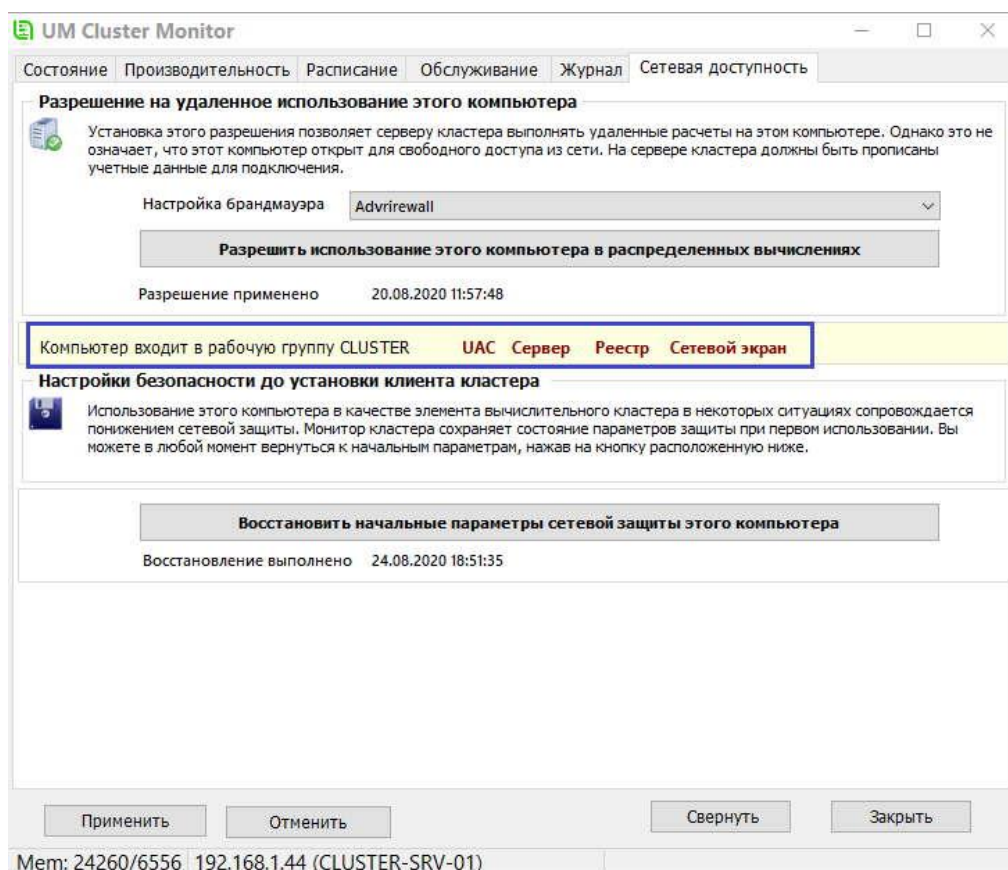 UM Cluster Monitor
Состояние Производительность Расписание Обслуживание Журнал Сетевая доступность
Разрешение на удаленное использование этого компьютера
Установка этого разрешения позволяет серверу кластера выполнять удаленные расчеты на этом компьютере. Однако это не
означает, что этот компьютер открыт для свободного доступа из сети. На сервере кластера должны быть прописаны
учетные данные для подключения.
Настройка брандмауэра Advrirewall
Разрешить использование этого компьютера в распределенных вычислениях
Разрешение применено 20.08.2020 11:57:48
Компьютер входит в рабочую группу CLUSTER UAC Сервер Реестр Сетевой экран
Настройки безопасности до установки клиента кластера
Использование этого компьютера в качестве элемента вычислительного кластера в некоторых ситуациях сопровождается
понижением сетевой защиты. Монитор кластера сохраняет состояние параметров защиты при первом использовании. Вы
можете в любой момент вернуться к начальным параметрам, нажав на кнопку расположенную ниже.
Восстановить начальные параметры сетевой защиты этого компьютера
Восстановление выполнено 24.08.2020 18:51:35
Применить Отменить Свернуть Закрыть
Mem: 24260/6556 192.168.1.44 (CLUSTER-SRV-01)